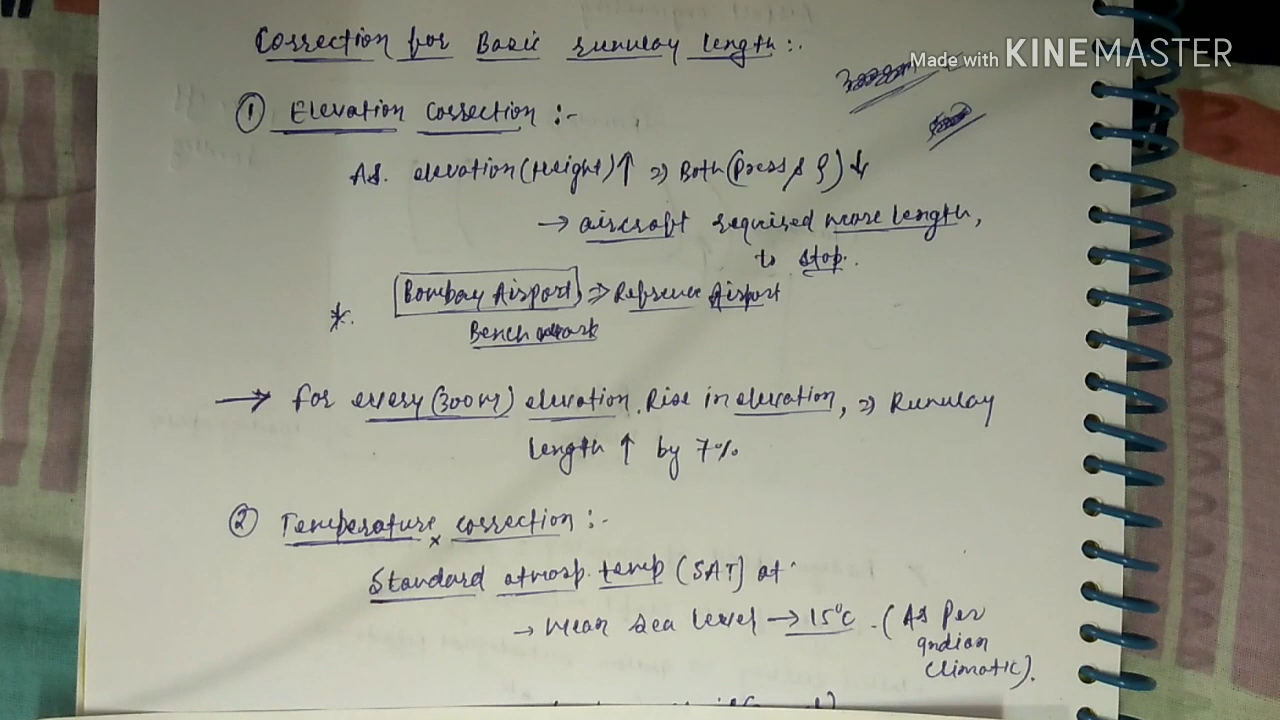 Correction for Basic runway length :-
Made with KINEMASTER
① Elevation correction :-
As. elevation (Height) ↑ ⇒ Both (press & ρ) ↓
→ aircraft required more length,
to stop.
*. Bombay Airport ⇒ Refrence Airport
Bench mark
→ for every (300m) elevation. Rise in elevation, ⇒ Runway
length ↑ by 7%
② Temperature correction :-
Standard atmosp. temp (SAT) at
→ mean sea level → 15°C. (As Per
indian
climatic).